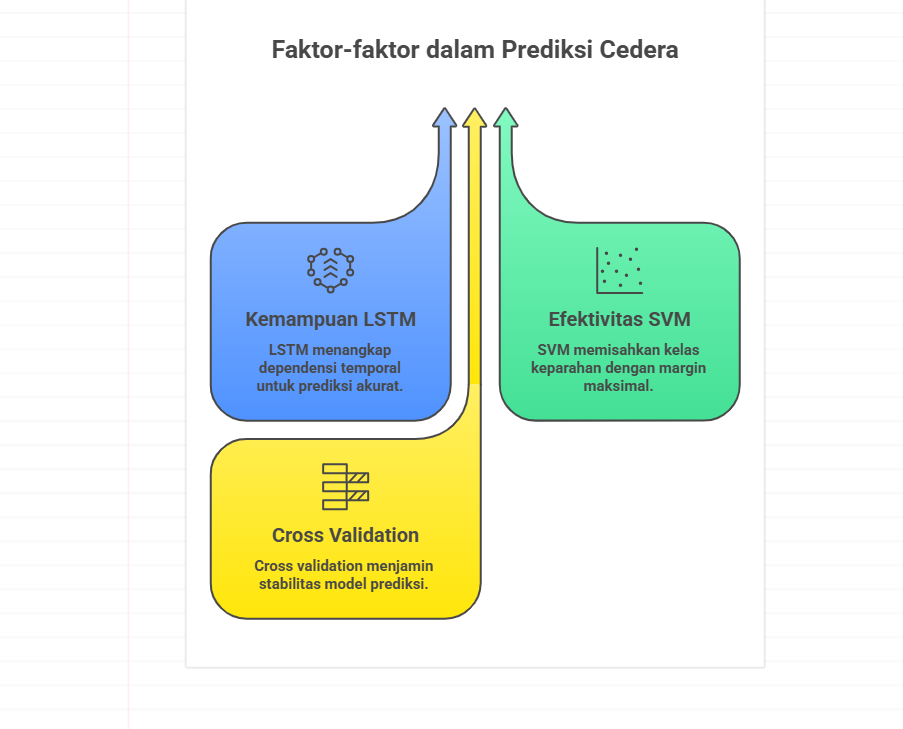 Faktor-faktor dalam Prediksi Cedera
Kemampuan LSTM
LSTM menangkap
dependensi temporal
untuk prediksi akurat.
Efektivitas SVM
SVM memisahkan kelas
keparahan dengan margin
maksimal.
Cross Validation
Cross validation menjamin
stabilitas model prediksi.